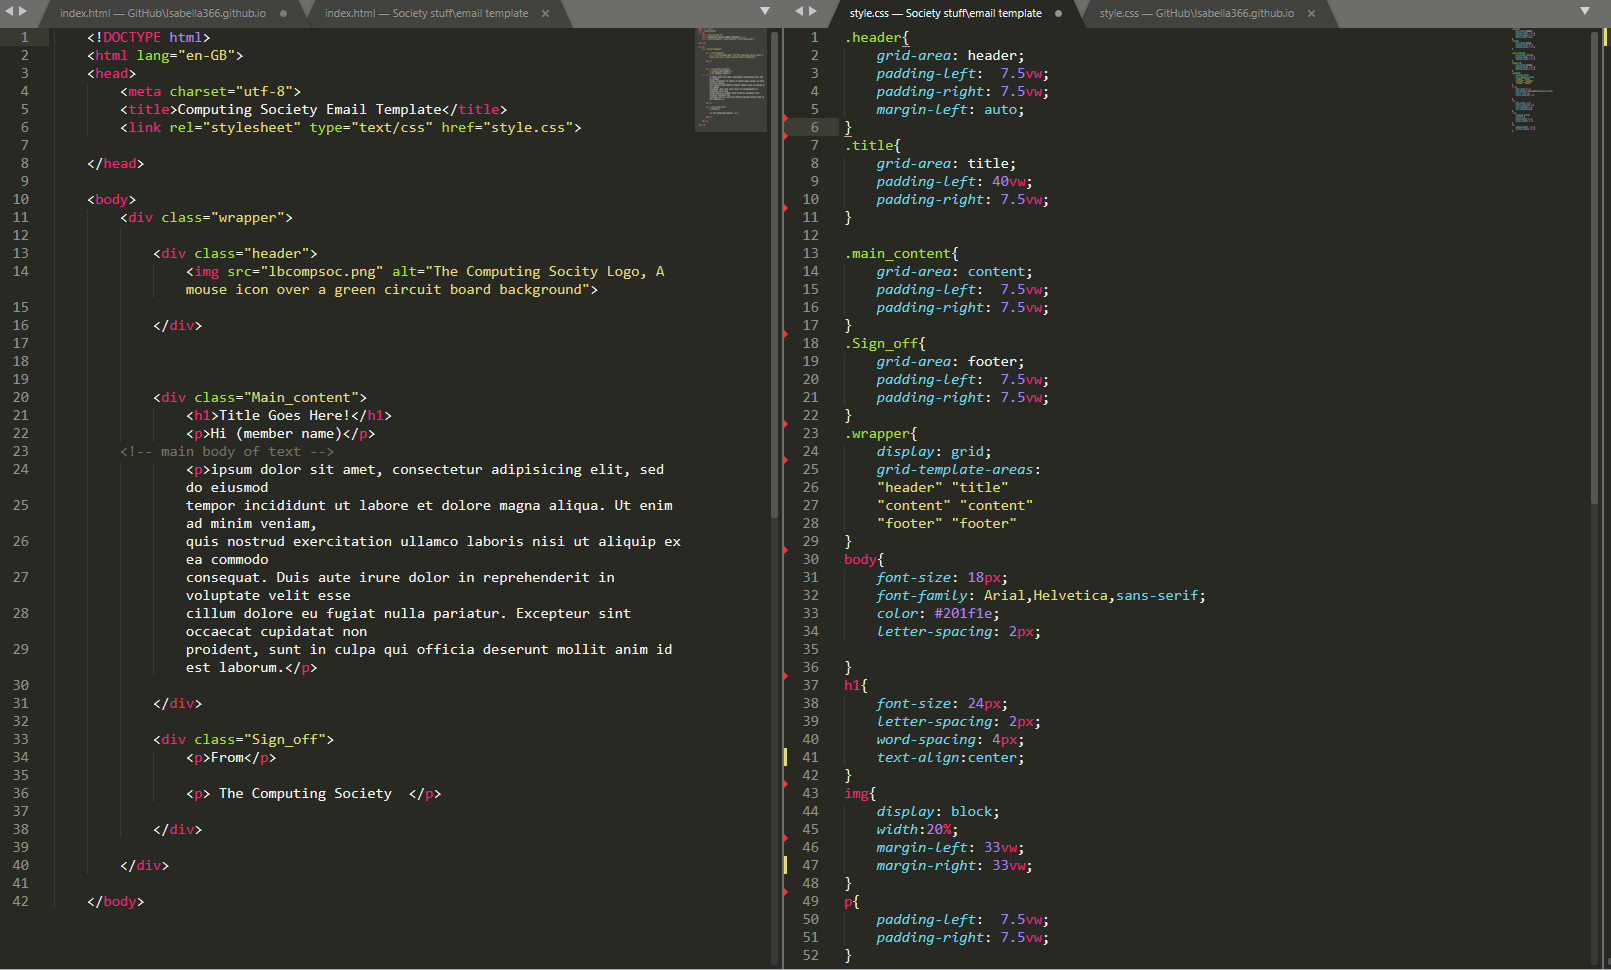 index.html — GitHub\Isabella366.github.io
index.html — Society stuff\email template
1 <!DOCTYPE html>
2 <html lang="en-GB">
3 <head>
4 <meta charset="utf-8">
5 <title>Computing Society Email Template</title>
6 <link rel="stylesheet" type="text/css" href="style.css">
7
8 </head>
9
10 <body>
11 <div class="wrapper">
12
13 <div class="header">
14 <img src="lbcompsoc.png" alt="The Computing Socity Logo, A
mouse icon over a green circuit board background">
15
16 </div>
17
18
19
20 <div class="Main_content">
21 <h1>Title Goes Here!</h1>
22 <p>Hi (member name)</p>
23 <!-- main body of text -->
24 <p>ipsum dolor sit amet, consectetur adipisicing elit, sed
do eiusmod
25 tempor incididunt ut labore et dolore magna aliqua. Ut enim
ad minim veniam,
26 quis nostrud exercitation ullamco laboris nisi ut aliquip ex
ea commodo
27 consequat. Duis aute irure dolor in reprehenderit in
voluptate velit esse
28 cillum dolore eu fugiat nulla pariatur. Excepteur sint
occaecat cupidatat non
29 proident, sunt in culpa qui officia deserunt mollit anim id
est laborum.</p>
30
31 </div>
32
33 <div class="Sign_off">
34 <p>From</p>
35
36 <p> The Computing Society  </p>
37
38 </div>
39
40 </div>
41
42 </body>
style.css — Society stuff\email template
style.css — GitHub\Isabella366.github.io
1 .header{
2 grid-area: header;
3 padding-left:  7.5vw;
4 padding-right: 7.5vw;
5 margin-left: auto;
6 }
7 .title{
8 grid-area: title;
9 padding-left: 40vw;
10 padding-right: 7.5vw;
11 }
12
13 .main_content{
14 grid-area: content;
15 padding-left:  7.5vw;
16 padding-right: 7.5vw;
17 }
18 .Sign_off{
19 grid-area: footer;
20 padding-left:  7.5vw;
21 padding-right: 7.5vw;
22 }
23 .wrapper{
24 display: grid;
25 grid-template-areas:
26 "header" "title"
27 "content" "content"
28 "footer" "footer"
29 }
30 body{
31 font-size: 18px;
32 font-family: Arial,Helvetica,sans-serif;
33 color: #201f1e;
34 letter-spacing: 2px;
35
36 }
37 h1{
38 font-size: 24px;
39 letter-spacing: 2px;
40 word-spacing: 4px;
41 text-align:center;
42 }
43 img{
44 display: block;
45 width:20%;
46 margin-left: 33vw;
47 margin-right: 33vw;
48 }
49 p{
50 padding-left:  7.5vw;
51 padding-right: 7.5vw;
52 }